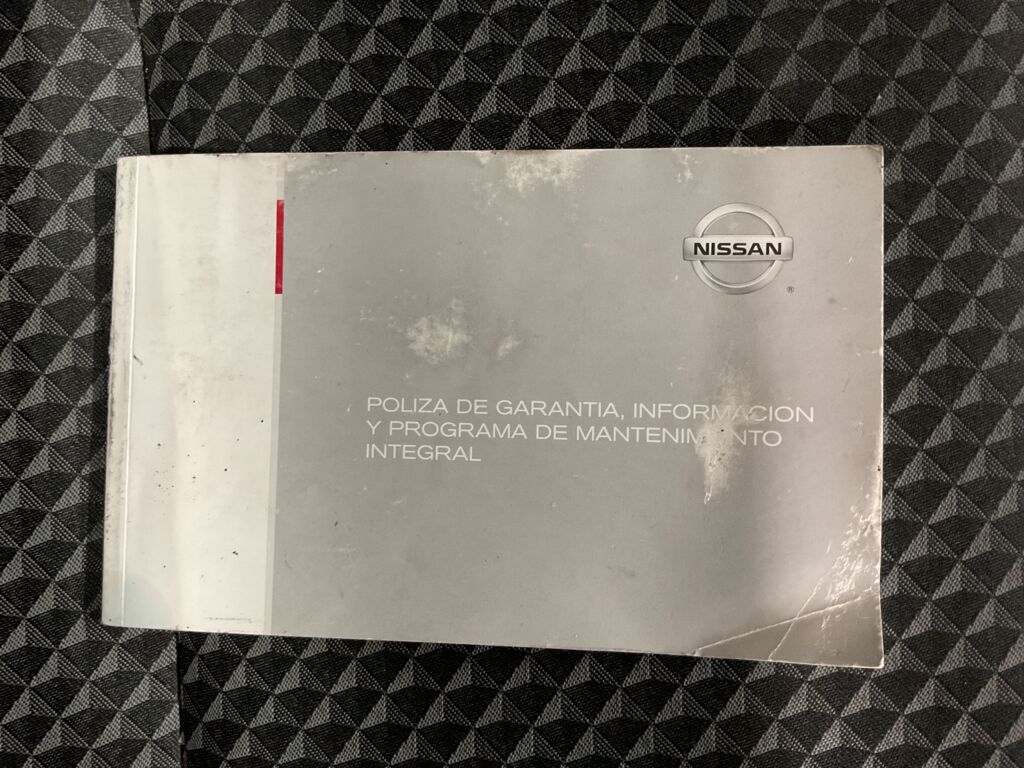 NISSAN
®
POLIZA DE GARANTIA, INFORMACION
Y PROGRAMA DE MANTENIMIENTO
INTEGRAL